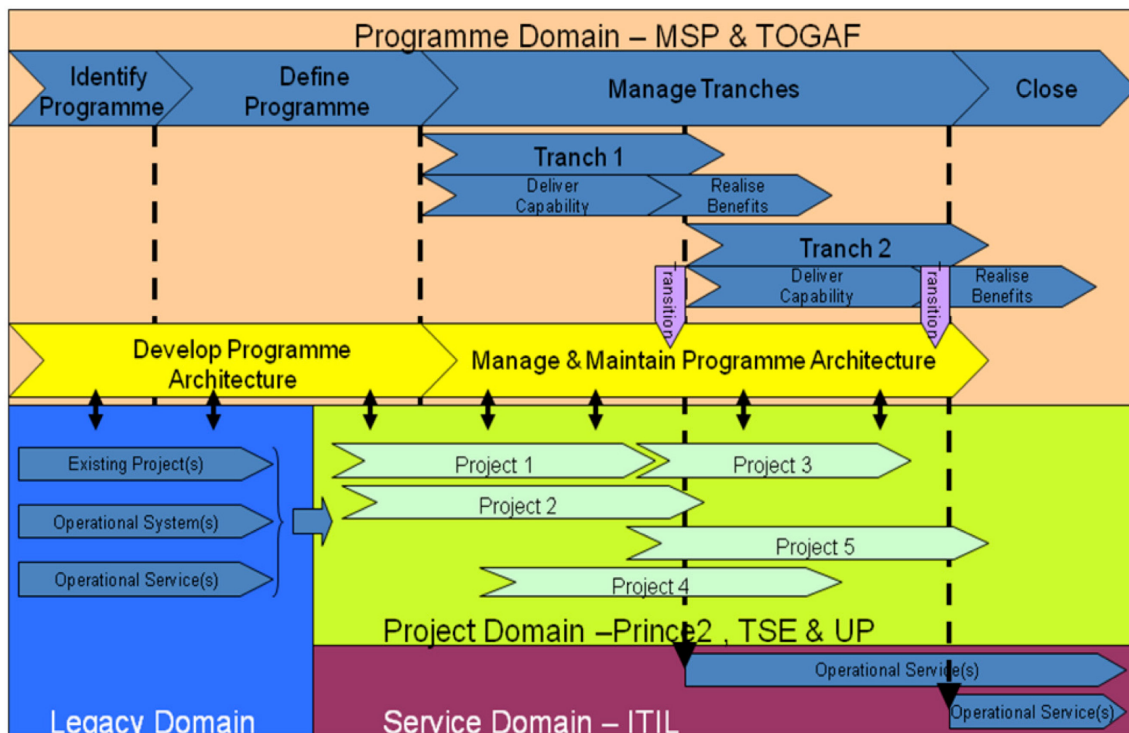 Programme Domain – MSP & TOGAF
Identify
Programme
Define
Programme
Manage Tranches
Close
Tranch 1
Deliver
Capability
Realise
Benefits
Tranch 2
Deliver
Capability
Realise
Benefits
Transition
Transition
Develop Programme
Architecture
Manage & Maintain Programme Architecture
Existing Project(s)
Operational System(s)
Operational Service(s)
Project 1
Project 3
Project 2
Project 5
Project 4
Project Domain –Prince2 , TSE & UP
Operational Service(s)
Operational Service(s)
Legacy Domain
Service Domain – ITIL